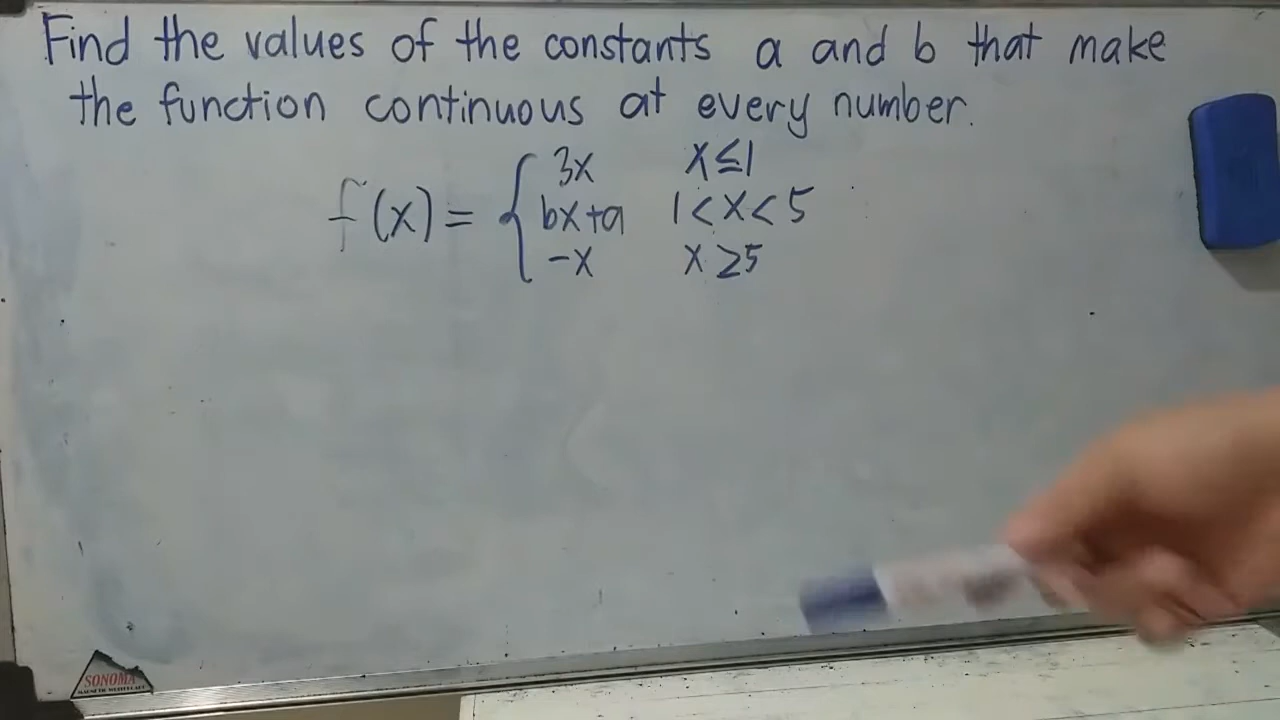 Find the values of the constants a and b that make
the function continuous at every number.
f(x) = { 3x x ≤ 1
bx+a 1 < x < 5
-x x ≥ 5
SONOMA